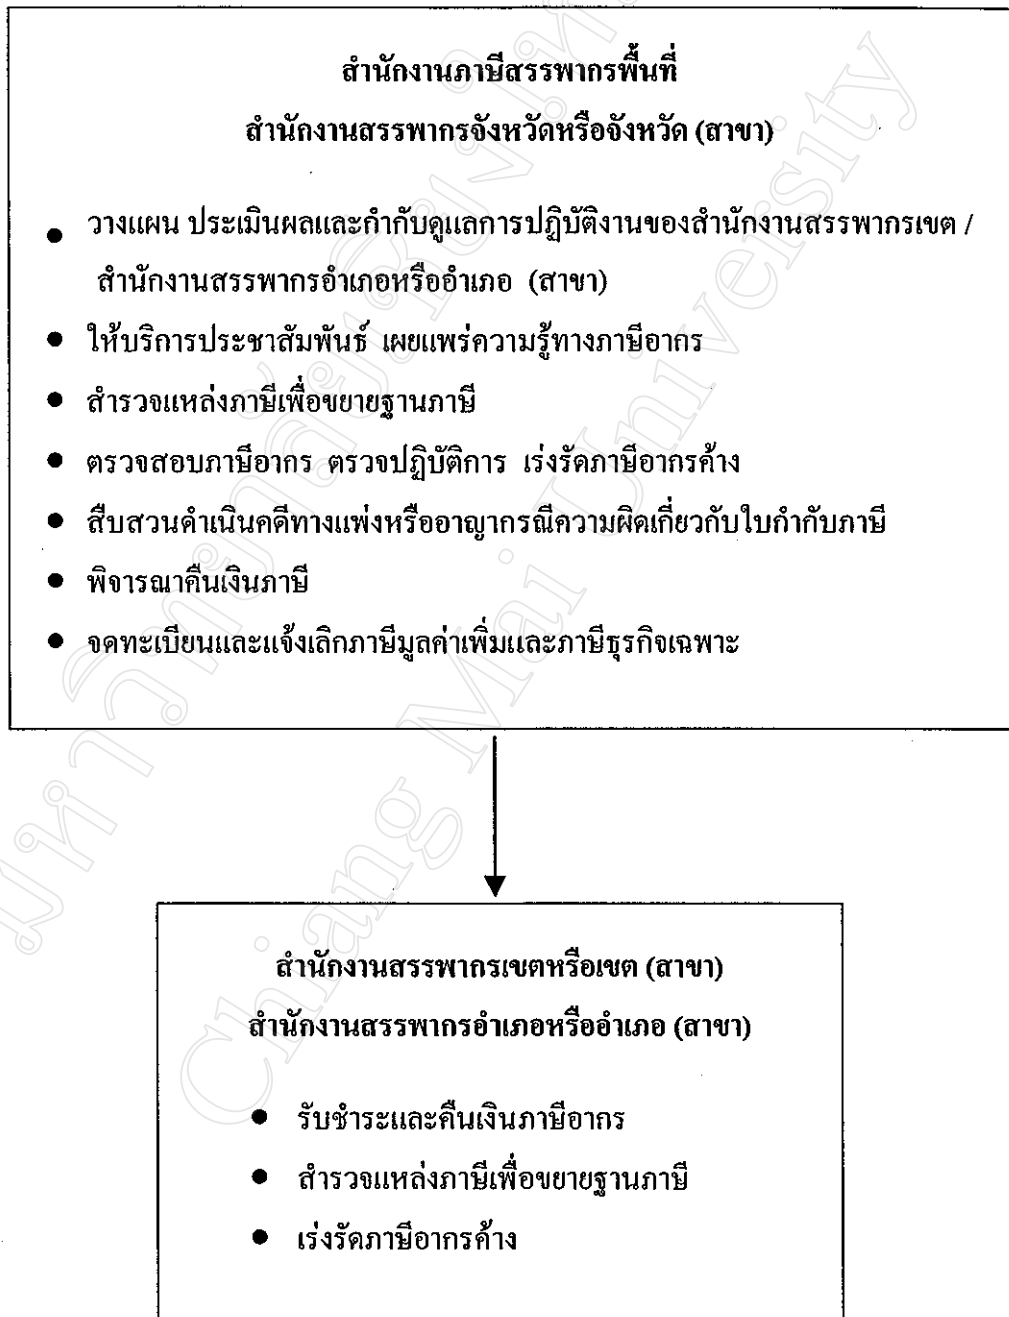 สำนักงานภาษีสรรพากรพื้นที่
สำนักงานสรรพากรจังหวัดหรือจังหวัด (สาขา)
● วางแผน ประเมินผลและกำกับดูแลการปฏิบัติงานของสำนักงานสรรพากรเขต /
สำนักงานสรรพากรอำเภอหรืออำเภอ (สาขา)
● ให้บริการประชาสัมพันธ์ เผยแพร่ความรู้ทางภาษีอากร
● สำรวจแหล่งภาษีเพื่อขยายฐานภาษี
● ตรวจสอบภาษีอากร ตรวจปฏิบัติการ เร่งรัดภาษีอากรค้าง
● สืบสวนดำเนินคดีทางแพ่งหรืออาญากรณีความผิดเกี่ยวกับใบกำกับภาษี
● พิจารณาคืนเงินภาษี
● จดทะเบียนและแจ้งเลิกภาษีมูลค่าเพิ่มและภาษีธุรกิจเฉพาะ
สำนักงานสรรพากรเขตหรือเขต (สาขา)
สำนักงานสรรพากรอำเภอหรืออำเภอ (สาขา)
● รับชำระและคืนเงินภาษีอากร
● สำรวจแหล่งภาษีเพื่อขยายฐานภาษี
● เร่งรัดภาษีอากรค้าง
Chiang Mai University